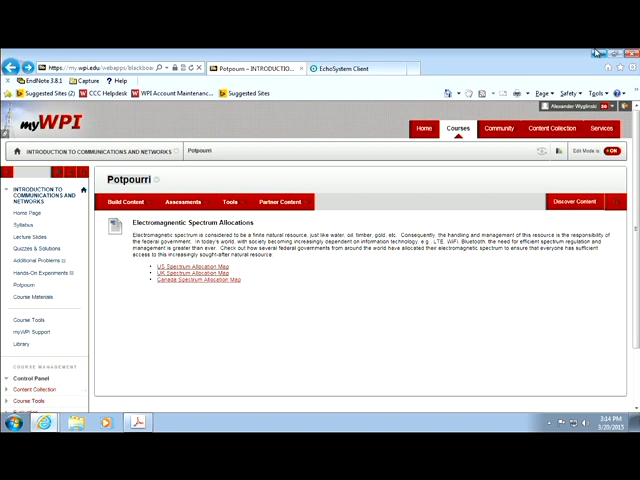 https://my.wpi.edu/webapps/blackboar
Potpourri – INTRODUCTIO...
EchoSystem Client
EndNote 3.8.1
Capture
Help
Suggested Sites (2)
CCC Helpdesk
WPI Account Maintenanc...
Suggested Sites
Page
Safety
Tools
Alexander Wyglinski
myWPI
Home
Courses
Community
Content Collection
Services
INTRODUCTION TO COMMUNICATIONS AND NETWORKS
Potpourri
Edit Mode is:
ON
INTRODUCTION TO
COMMUNICATIONS AND
NETWORKS
Home Page
Syllabus
Lecture Slides
Quizzes & Solutions
Additional Problems
Hands-On Experiments
Potpourri
Course Materials
Course Tools
myWPI Support
Library
COURSE MANAGEMENT
Control Panel
Content Collection
Course Tools
Potpourri
Build Content
Assessments
Tools
Partner Content
Discover Content
Electromagnentic Spectrum Allocations
Electromagnetic spectrum is considered to be a finite natural resource, just like water, oil, timber, gold, etc. Consequently, the handling and management of this resource is the responsibility of
the federal government. In today's world, with society becoming increasingly dependent on information technology, e.g., LTE, WiFi, Bluetooth, the need for efficient spectrum regulation and
management is greater than ever. Check out how several federal governments from around the world have allocated their electromagnetic spectrum to ensure that everyone has sufficient
access to this increasingly sought-after natural resource:
US Spectrum Allocation Map
UK Spectrum Allocation Map
Canada Spectrum Allocation Map
3:14 PM
3/20/2015